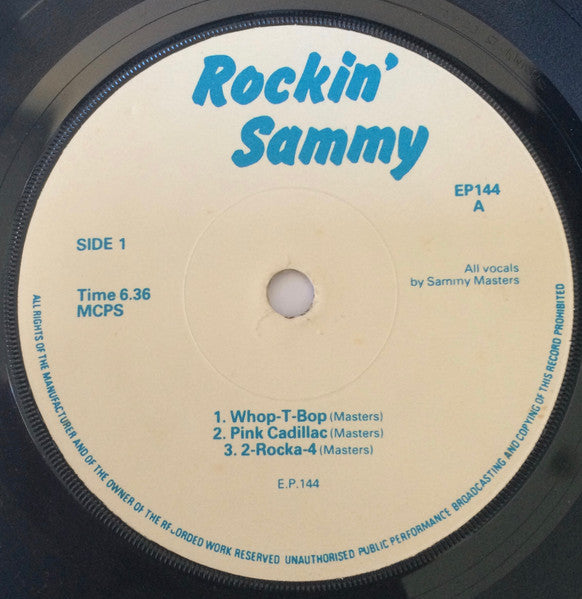 Rockin'
Sammy
EP144
A
SIDE 1
All vocals
by Sammy Masters
Time 6.36
MCPS
1. Whop-T-Bop (Masters)
2. Pink Cadillac (Masters)
3. 2-Rocka-4 (Masters)
E.P.144
ALL RIGHTS OF THE MANUFACTURER AND OF THE OWNER OF THE RECORDED WORK RESERVED UNAUTHORISED PUBLIC PERFORMANCE BROADCASTING AND COPYING OF THIS RECORD PROHIBITED